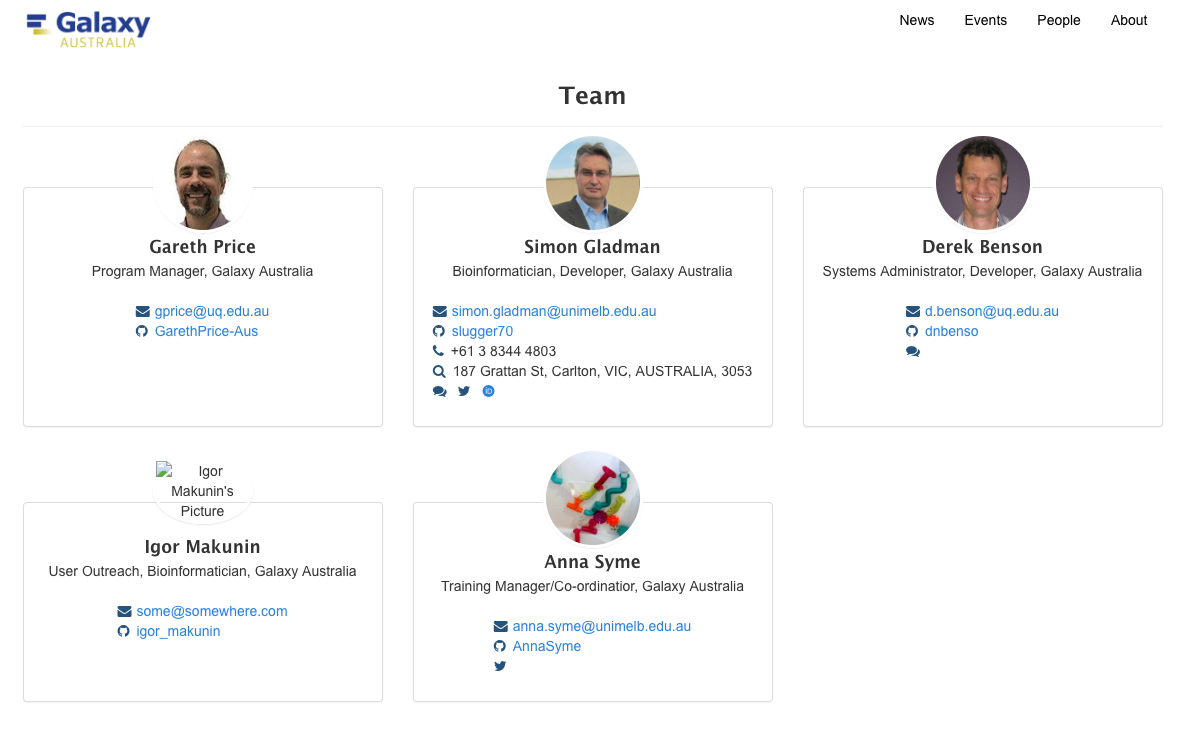 Galaxy
AUSTRALIA
News
Events
People
About
Team
Gareth Price
Program Manager, Galaxy Australia
gprice@uq.edu.au
GarethPrice-Aus
Simon Gladman
Bioinformatician, Developer, Galaxy Australia
simon.gladman@unimelb.edu.au
slugger70
+61 3 8344 4803
187 Grattan St, Carlton, VIC, AUSTRALIA, 3053
iD
Derek Benson
Systems Administrator, Developer, Galaxy Australia
d.benson@uq.edu.au
dnbenso
Igor
Makunin's
Picture
Igor Makunin
User Outreach, Bioinformatician, Galaxy Australia
some@somewhere.com
igor_makunin
Anna Syme
Training Manager/Co-ordinatior, Galaxy Australia
anna.syme@unimelb.edu.au
AnnaSyme